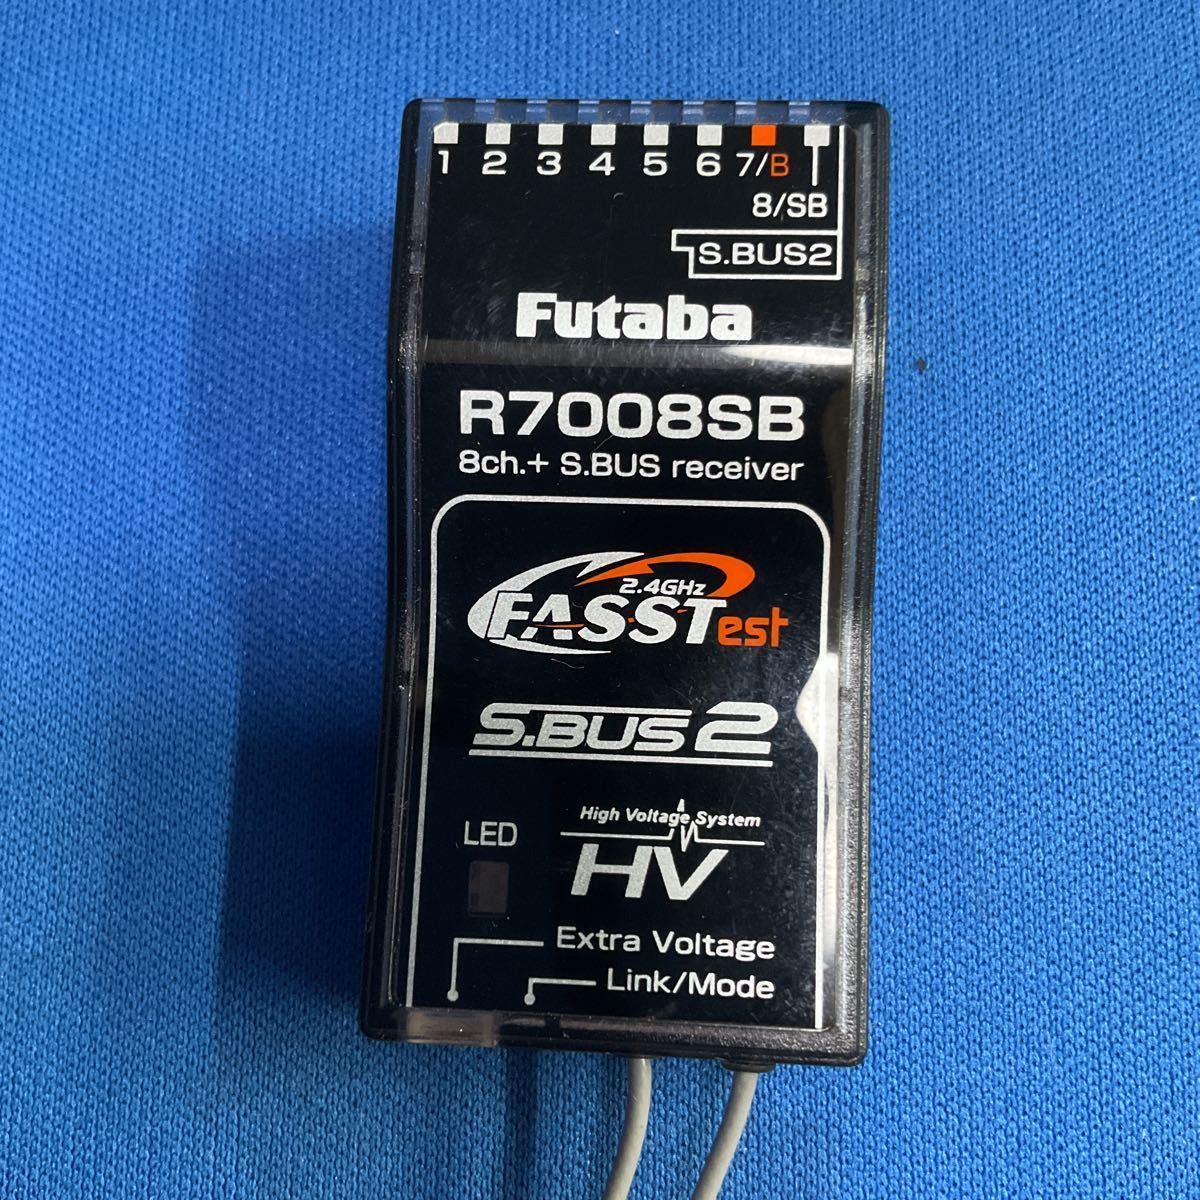 1 2 3 4 5 6 7/B
8/SB
S.BUS2
Futaba
R7008SB
8ch.+ S.BUS receiver
2.4GHz
FASSTest
S.BUS2
High Voltage System
LED
HV
Extra Voltage
Link/Mode